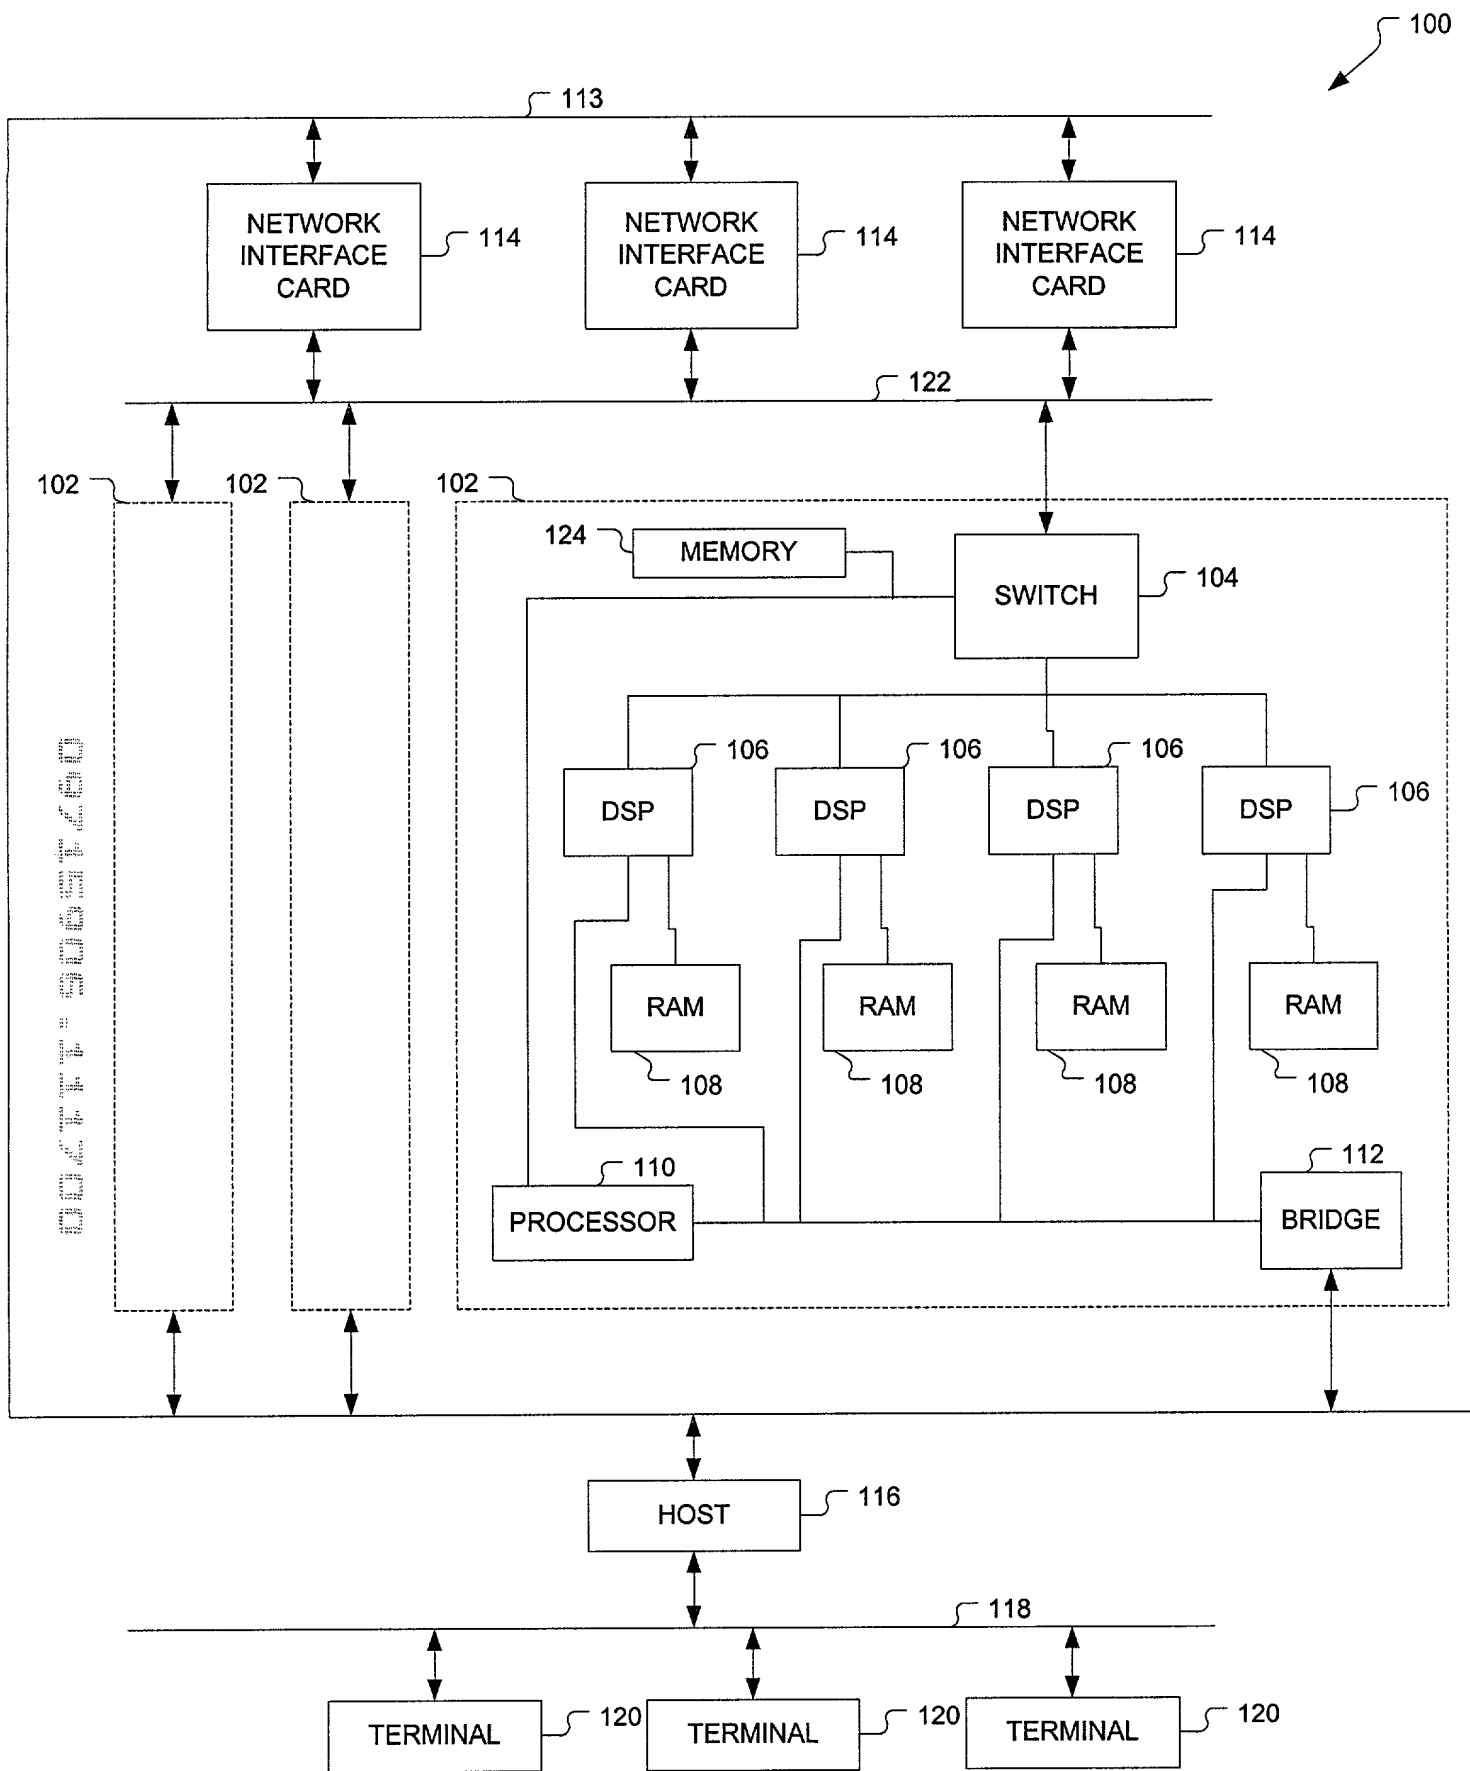 100
113
NETWORK
INTERFACE
CARD
114
NETWORK
INTERFACE
CARD
114
NETWORK
INTERFACE
CARD
114
122
102
102
102
124
MEMORY
SWITCH
104
106
106
106
DSP
DSP
DSP
DSP
106
RAM
RAM
RAM
RAM
108
108
108
108
110
112
PROCESSOR
BRIDGE
HOST
116
118
TERMINAL
120
TERMINAL
120
TERMINAL
120